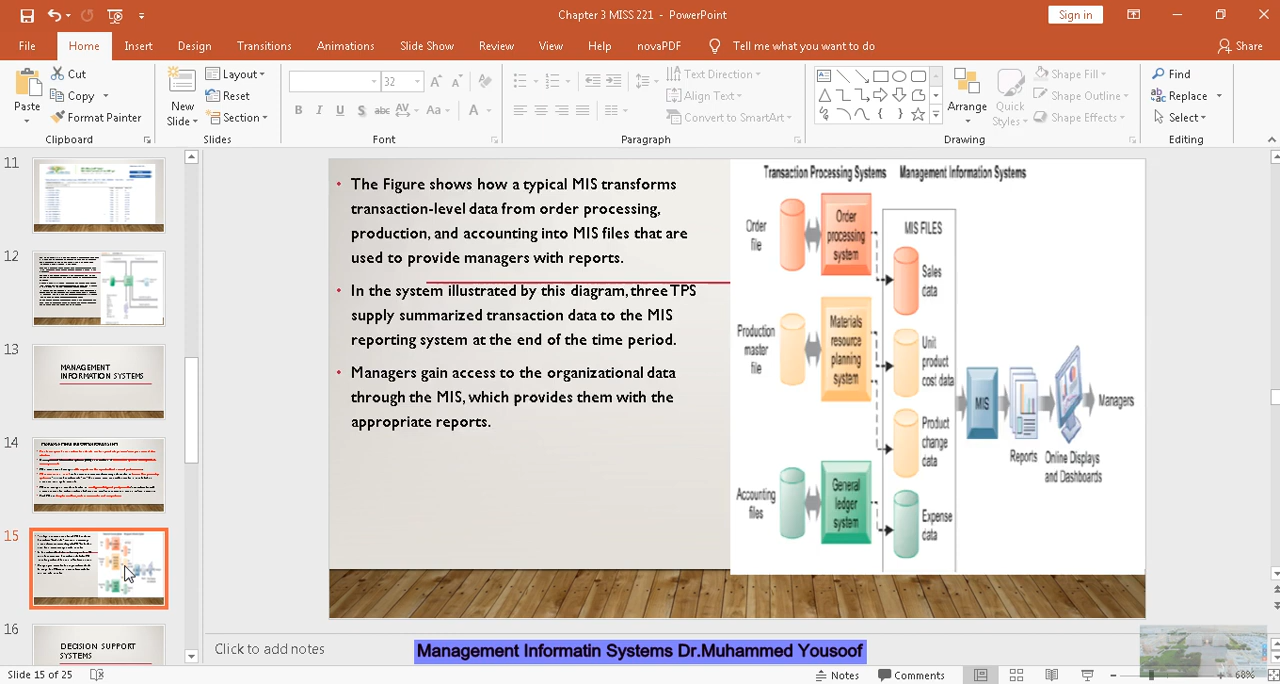 Chapter 3 MISS 221 - PowerPoint
Sign in
File Home Insert Design Transitions Animations Slide Show Review View Help novaPDF Tell me what you want to do Share
Paste
Cut
Copy
Format Painter
Clipboard
New
Slide
Layout
Reset
Section
Slides
32
B I U S abc AV Aa A
Font
Text Direction
Align Text
Convert to SmartArt
Paragraph
Arrange
Quick
Styles
Shape Fill
Shape Outline
Shape Effects
Drawing
Find
Replace
Select
Editing
11
12
13
MANAGEMENT
INFORMATION SYSTEMS
14
15
16
DECISION SUPPORT
SYSTEMS
• The Figure shows how a typical MIS transforms
transaction-level data from order processing,
production, and accounting into MIS files that are
used to provide managers with reports.
• In the system illustrated by this diagram, three TPS
supply summarized transaction data to the MIS
reporting system at the end of the time period.
• Managers gain access to the organizational data
through the MIS, which provides them with the
appropriate reports.
Transaction Processing Systems Management Information Systems
Order
file
Order
processing
system
MIS FILES
Sales
data
Production
master
file
Materials
resource
planning
system
Unit
product
cost data
Product
change
data
MIS
Reports
Online Displays
and Dashboards
Managers
Accounting
files
General
ledger
system
Expense
data
Click to add notes
Management Informatin Systems Dr.Muhammed Yousoof
Slide 15 of 25
Notes
Comments
68%